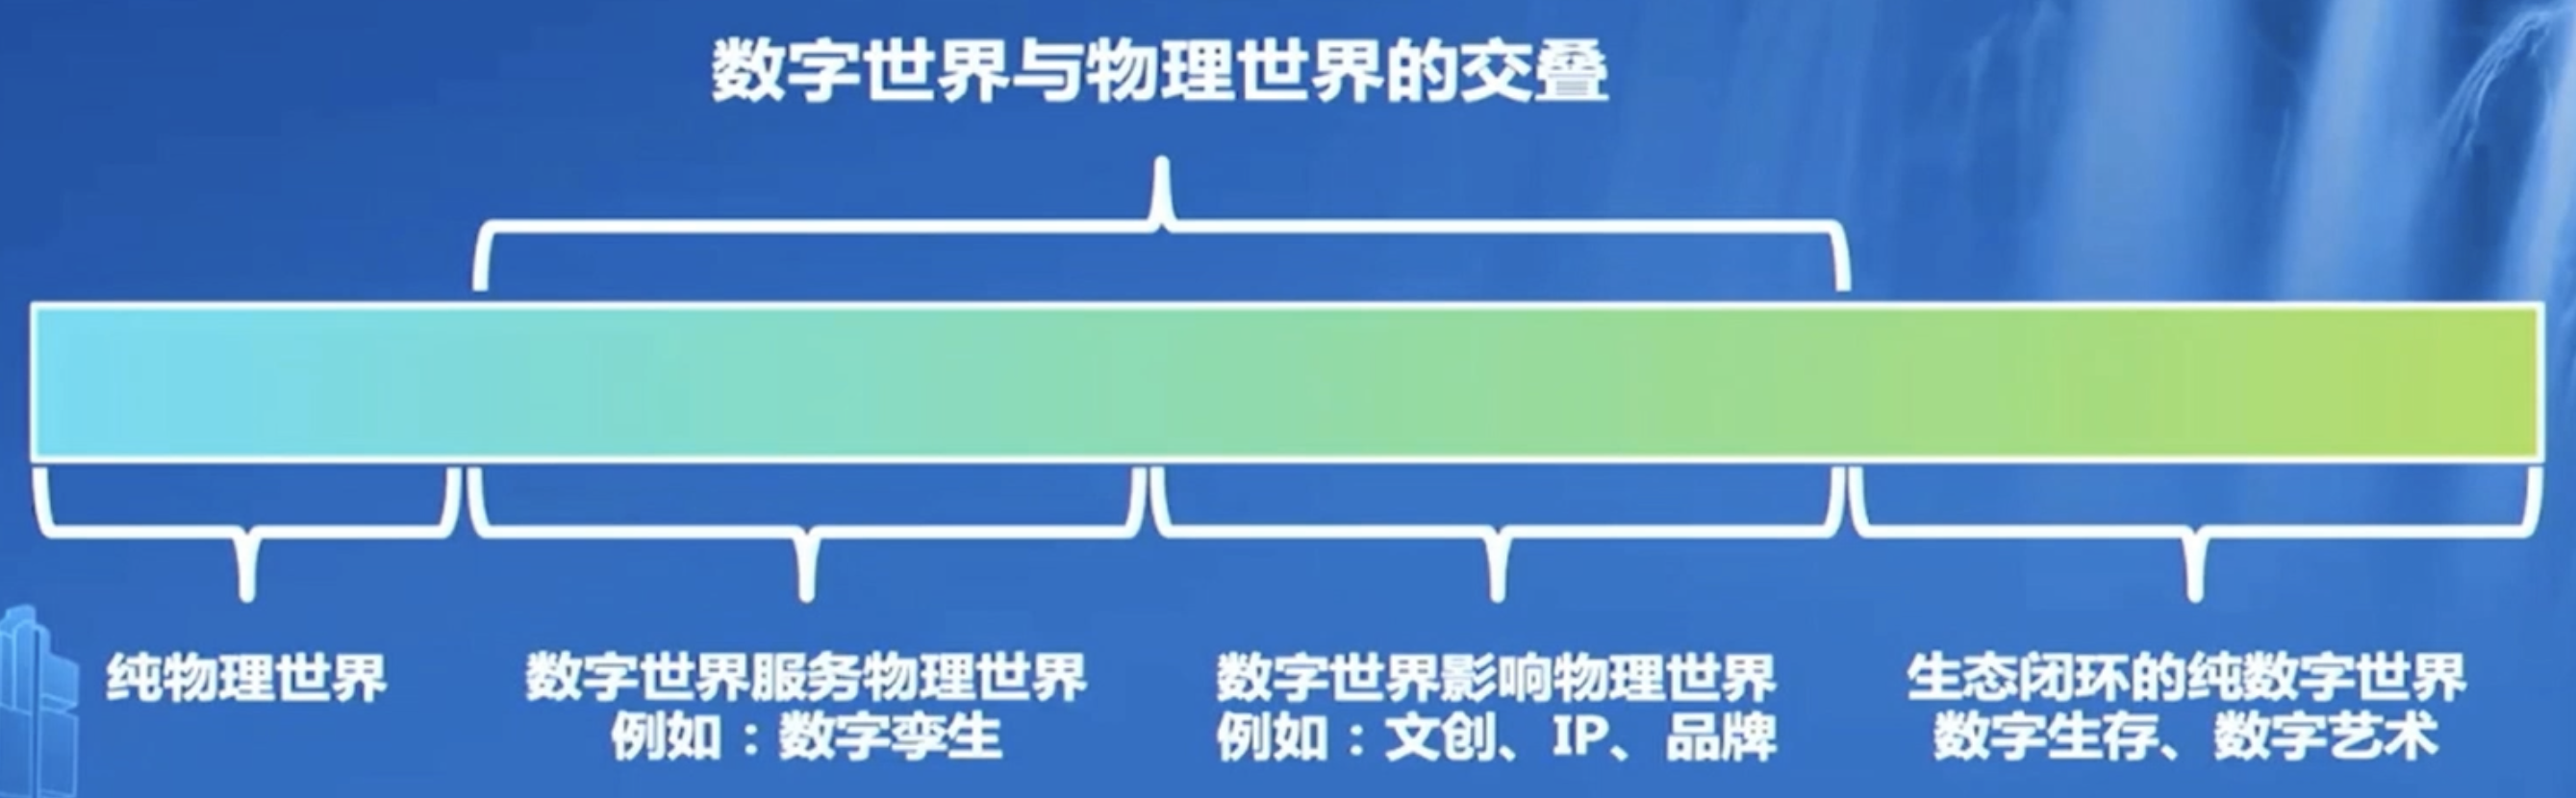 数字世界与物理世界的交叠
纯物理世界
数字世界服务物理世界
例如：数字孪生
数字世界影响物理世界
例如：文创、IP、品牌
生态闭环的纯数字世界
数字生存、数字艺术